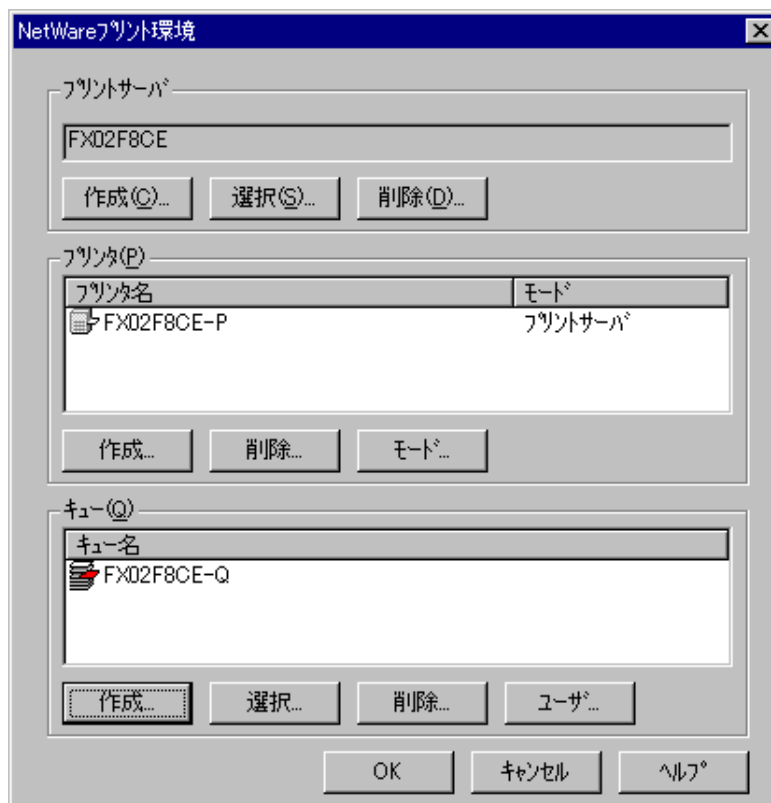 NetWareﾌﾟﾘﾝﾄ環境
ﾌﾟﾘﾝﾄｻｰﾊﾞ
FX02F8CE
作成(C)... 選択(S)... 削除(D)...
ﾌﾟﾘﾝﾀ(P)
ﾌﾟﾘﾝﾀ名 ﾓｰﾄﾞ
FX02F8CE-P ﾌﾟﾘﾝﾄｻｰﾊﾞ
作成... 削除... ﾓｰﾄﾞ...
ｷｭｰ(Q)
ｷｭｰ名
FX02F8CE-Q
作成... 選択... 削除... ﾕｰｻﾞ...
OK ｷｬﾝｾﾙ ﾍﾙﾌﾟ